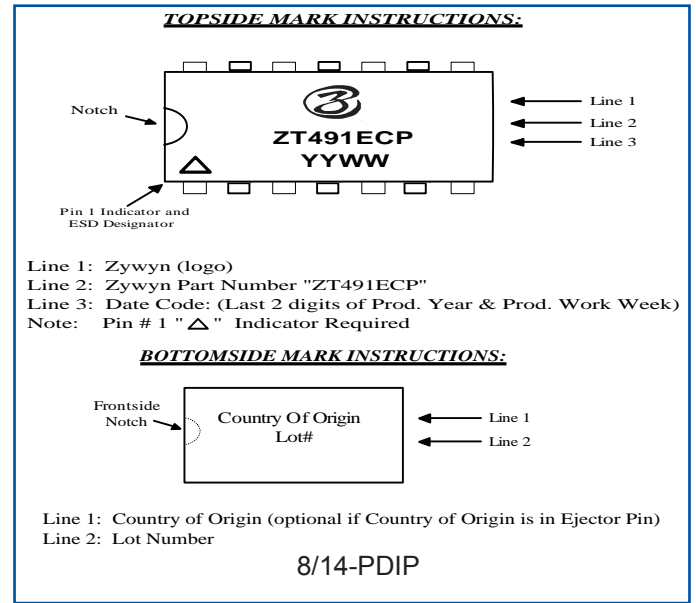 TOPSIDE MARK INSTRUCTIONS:
Notch
ZT491ECP
YYWW
Line 1
Line 2
Line 3
Pin 1 Indicator and
ESD Designator
Line 1: Zywyn (logo)
Line 2: Zywyn Part Number "ZT491ECP"
Line 3: Date Code: (Last 2 digits of Prod. Year & Prod. Work Week)
Note: Pin # 1 "△" Indicator Required
BOTTOMSIDE MARK INSTRUCTIONS:
Frontside
Notch
Country Of Origin
Lot#
Line 1
Line 2
Line 1: Country of Origin (optional if Country of Origin is in Ejector Pin)
Line 2: Lot Number
8/14-PDIP